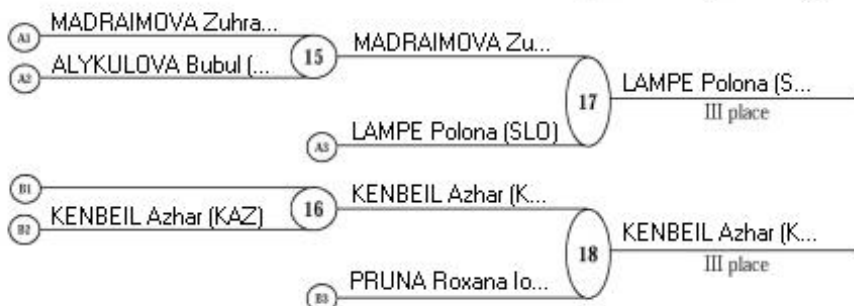 A1 MADRAIMOVA Zuhra...
15 MADRAIMOVA Zu...
A2 ALYKULOVA Bubul (...
17 LAMPE Polona (S...
III place
A3 LAMPE Polona (SLO)
B1
16 KENBEIL Azhar (K...
B2 KENBEIL Azhar (KAZ)
18 KENBEIL Azhar (K...
III place
B3 PRUNA Roxana Io...